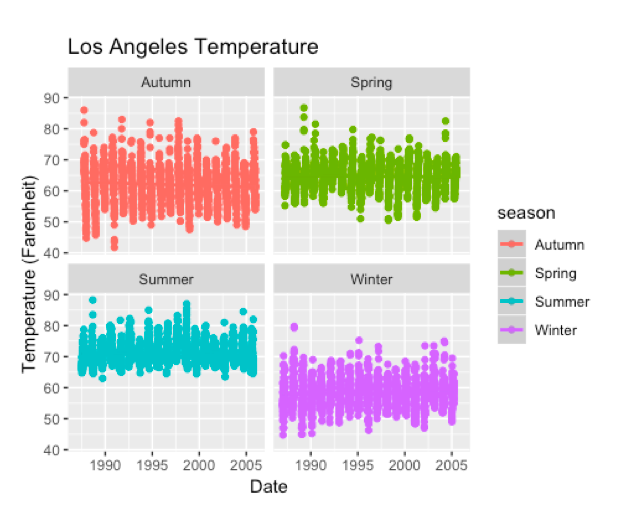 Los Angeles Temperature
Autumn
Spring
90
80
70
60
50
40
Summer
Winter
90
80
70
60
50
40
1990 1995 2000 2005
1990 1995 2000 2005
Temperature (Farenheit)
Date
season
Autumn
Spring
Summer
Winter